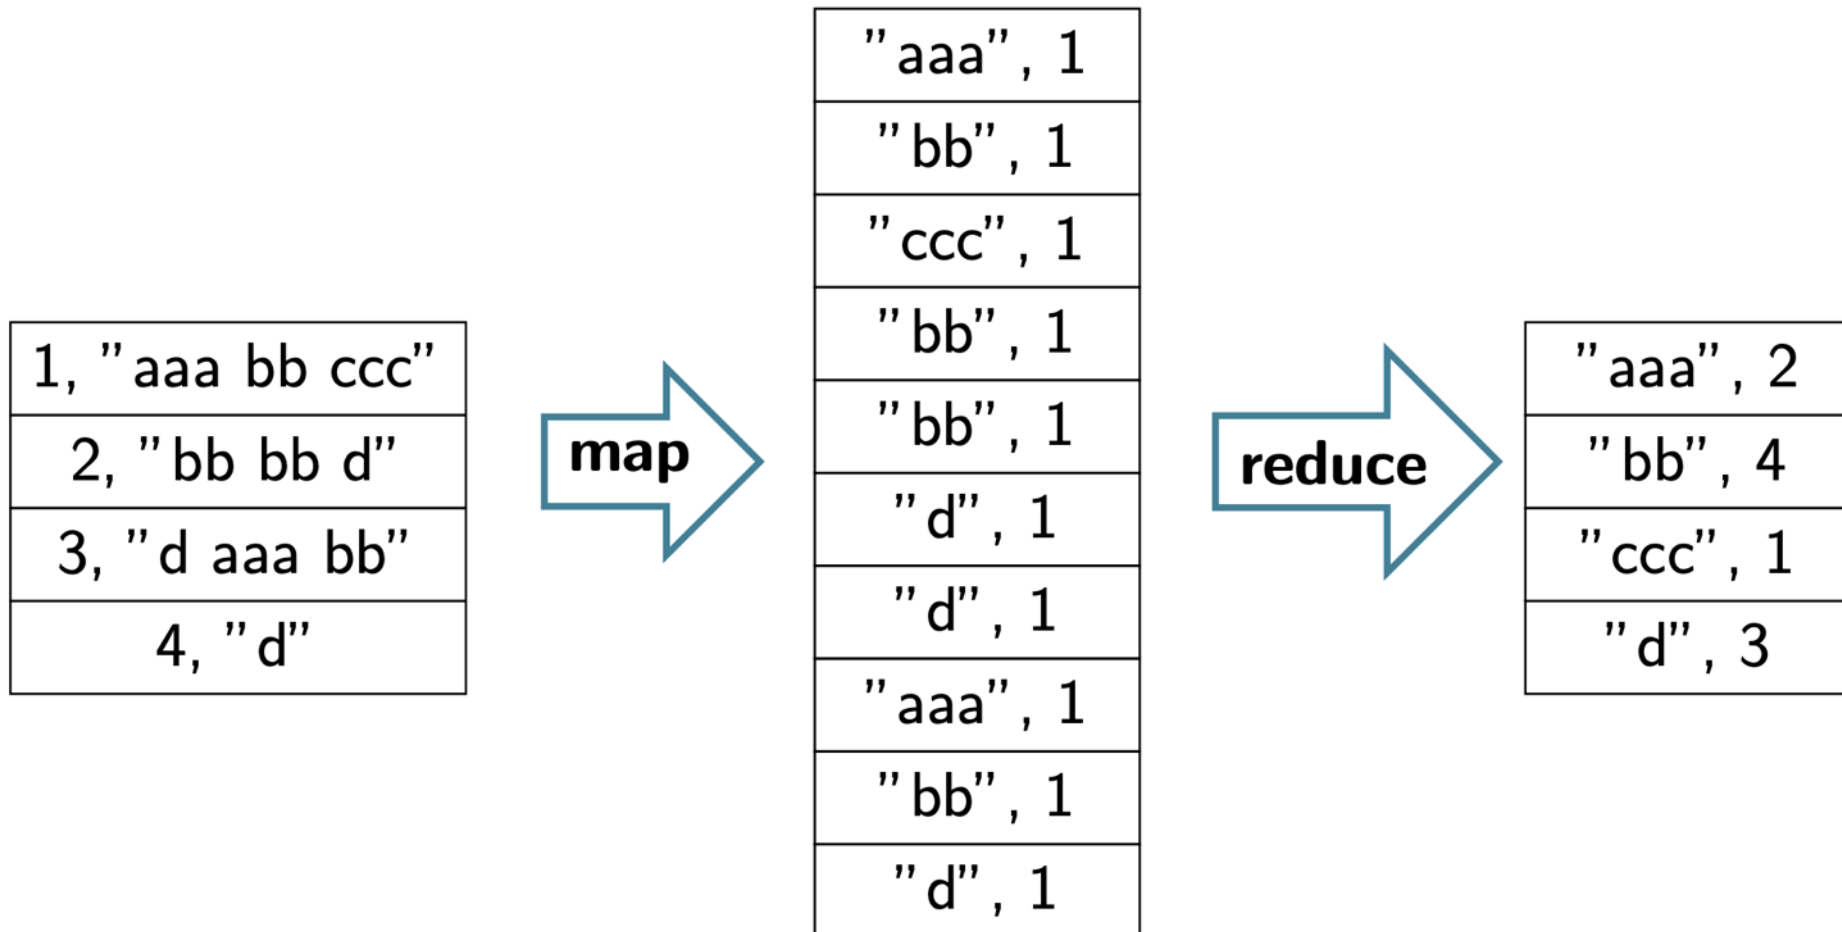 1, ”aaa bb ccc”
2, ”bb bb d”
3, ”d aaa bb”
4, ”d”
map
”aaa”, 1
”bb”, 1
”ccc”, 1
”bb”, 1
”bb”, 1
”d”, 1
”d”, 1
”aaa”, 1
”bb”, 1
”d”, 1
reduce
”aaa”, 2
”bb”, 4
”ccc”, 1
”d”, 3